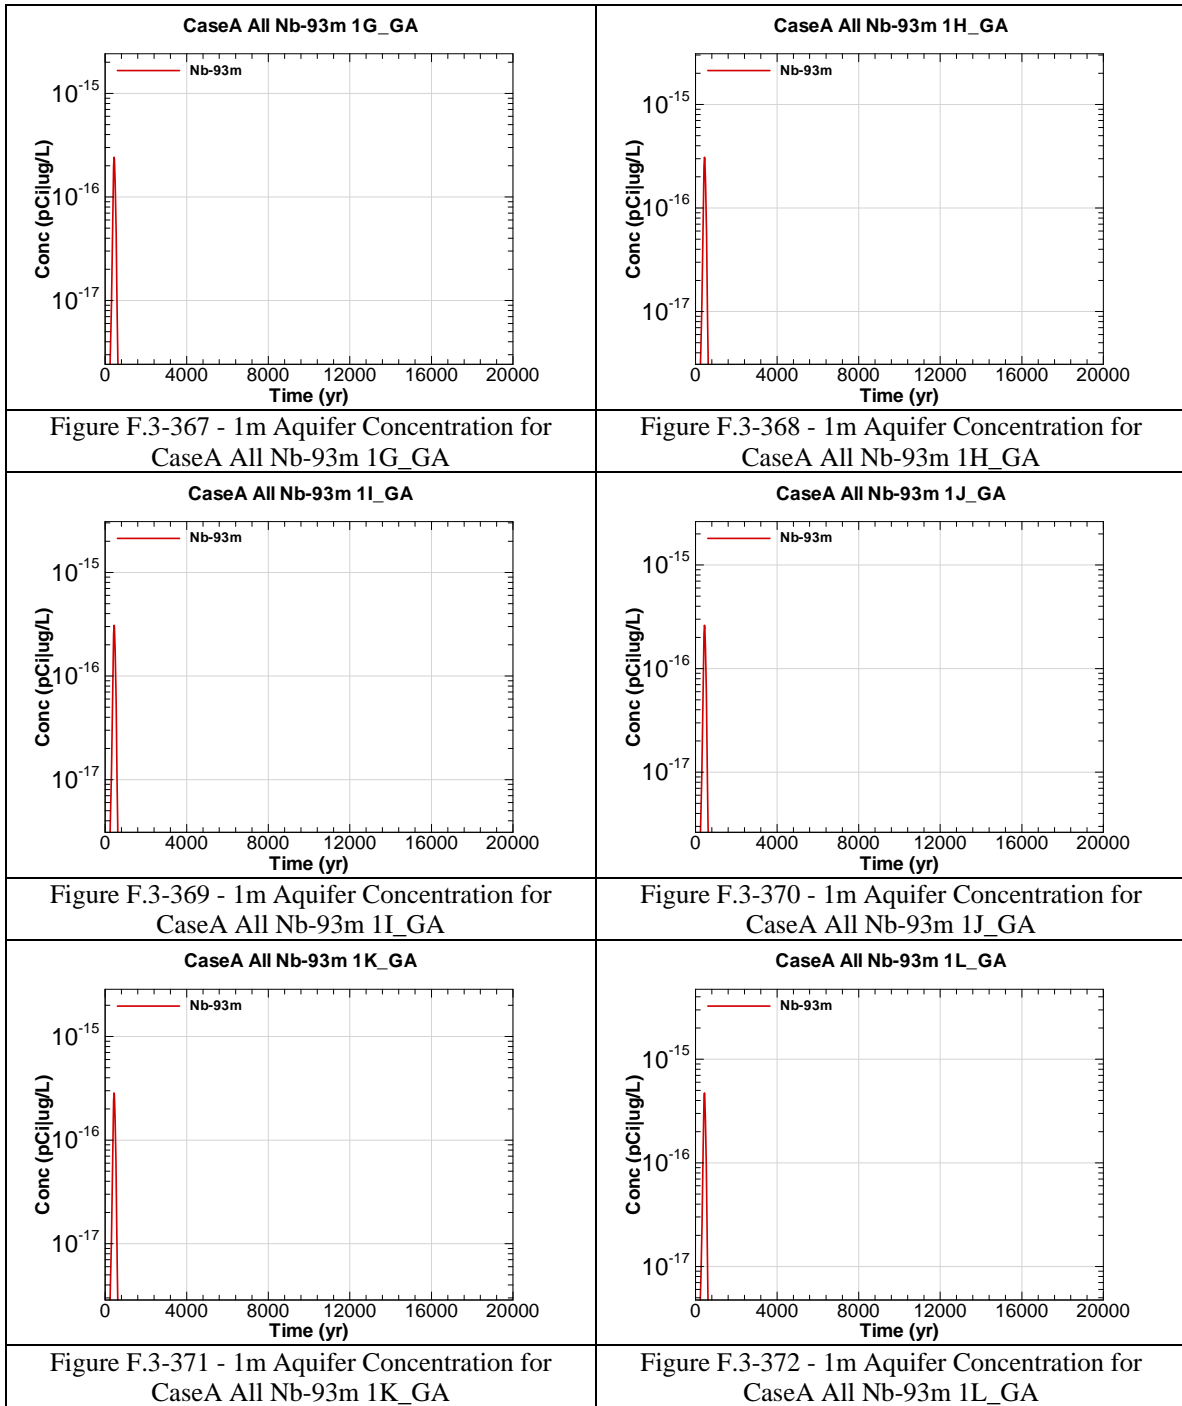 CaseA All Nb-93m 1G_GA
Nb-93m
10^-15
10^-16
10^-17
Conc (pCi|ug/L)
0 4000 8000 12000 16000 20000
Time (yr)
Figure F.3-367 - 1m Aquifer Concentration for
CaseA All Nb-93m 1G_GA
CaseA All Nb-93m 1H_GA
Nb-93m
10^-15
10^-16
10^-17
Conc (pCi|ug/L)
0 4000 8000 12000 16000 20000
Time (yr)
Figure F.3-368 - 1m Aquifer Concentration for
CaseA All Nb-93m 1H_GA
CaseA All Nb-93m 1I_GA
Nb-93m
10^-15
10^-16
10^-17
Conc (pCi|ug/L)
0 4000 8000 12000 16000 20000
Time (yr)
Figure F.3-369 - 1m Aquifer Concentration for
CaseA All Nb-93m 1I_GA
CaseA All Nb-93m 1J_GA
Nb-93m
10^-15
10^-16
10^-17
Conc (pCi|ug/L)
0 4000 8000 12000 16000 20000
Time (yr)
Figure F.3-370 - 1m Aquifer Concentration for
CaseA All Nb-93m 1J_GA
CaseA All Nb-93m 1K_GA
Nb-93m
10^-15
10^-16
10^-17
Conc (pCi|ug/L)
0 4000 8000 12000 16000 20000
Time (yr)
Figure F.3-371 - 1m Aquifer Concentration for
CaseA All Nb-93m 1K_GA
CaseA All Nb-93m 1L_GA
Nb-93m
10^-15
10^-16
10^-17
Conc (pCi|ug/L)
0 4000 8000 12000 16000 20000
Time (yr)
Figure F.3-372 - 1m Aquifer Concentration for
CaseA All Nb-93m 1L_GA